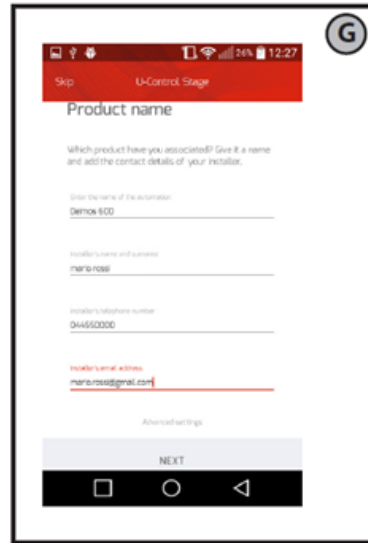 G
26% 12:27
Skip U-Control Stage
Product name
Which product have you associated? Give it a name
and add the contact details of your installer.
Enter the name of the automation
Demos 600
Installer's name and surname
mario rossi
Installer's telephone number
044550000
Installer's email address
mario.rossi@gmail.com
Advanced settings
NEXT